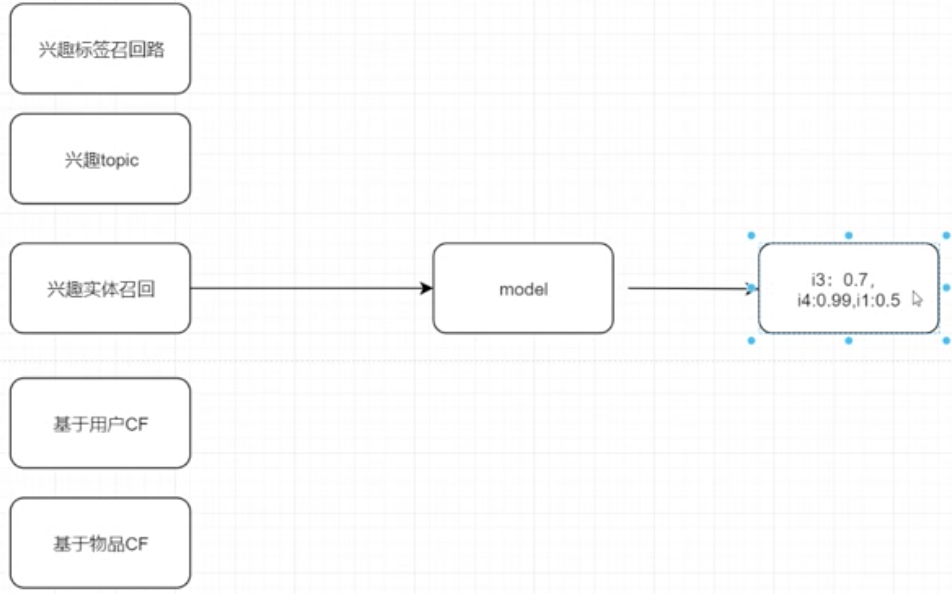 兴趣标签召回路
兴趣topic
兴趣实体召回
model
i3：0.7,
i4:0.99,i1:0.5
基于用户CF
基于物品CF